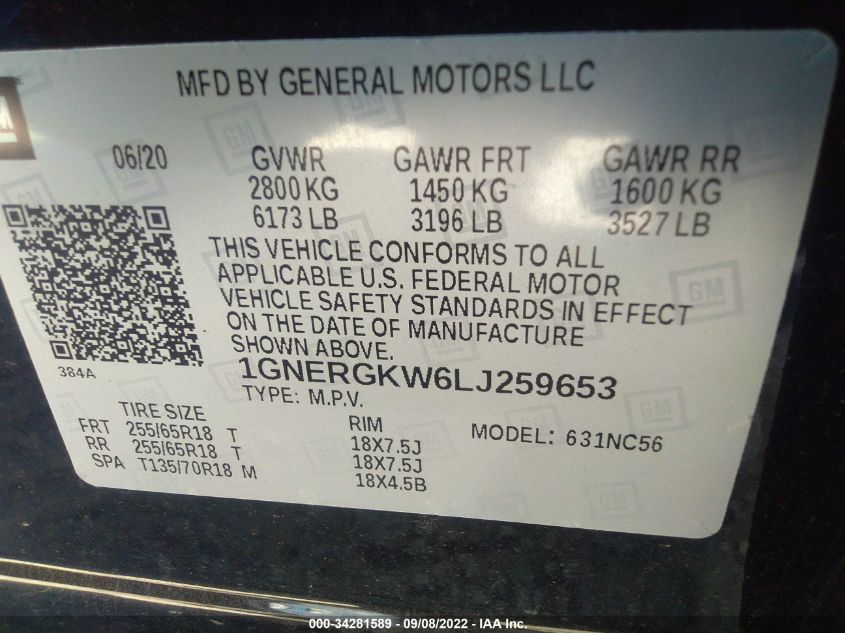 MFD BY GENERAL MOTORS LLC
GM
06/20 GVWR GAWR FRT GAWR RR
2800 KG 1450 KG 1600 KG
6173 LB 3196 LB 3527 LB
THIS VEHICLE CONFORMS TO ALL
APPLICABLE U.S. FEDERAL MOTOR
VEHICLE SAFETY STANDARDS IN EFFECT
ON THE DATE OF MANUFACTURE
SHOWN ABOVE.
384A
1GNERGKW6LJ259653
TYPE: M.P.V.
TIRE SIZE RIM MODEL: 631NC56
FRT 255/65R18 T 18X7.5J
RR 255/65R18 T 18X7.5J
SPA T135/70R18 M 18X4.5B
000-34281589 - 09/08/2022 - IAA Inc.